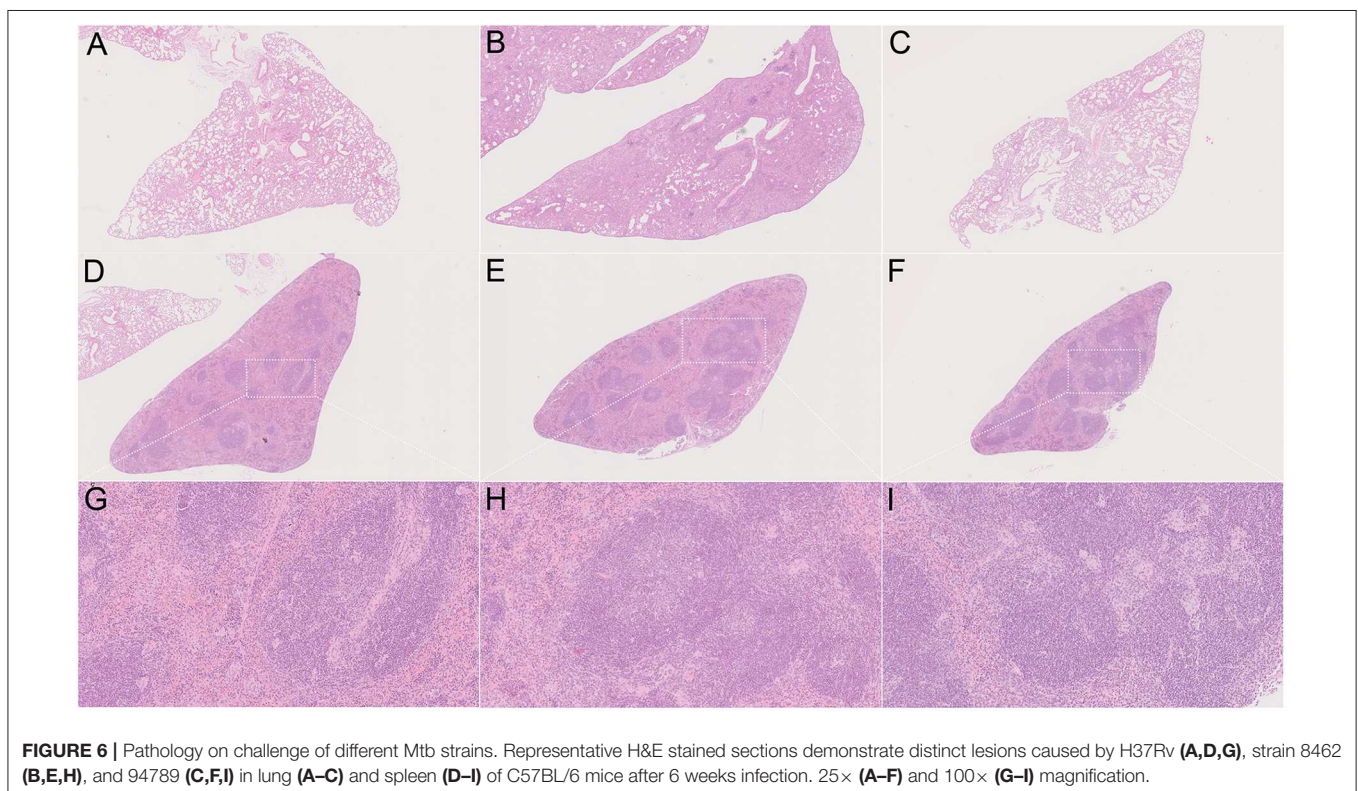 A
B
C
D
E
F
G
H
I
FIGURE 6 | Pathology on challenge of different Mtb strains. Representative H&E stained sections demonstrate distinct lesions caused by H37Rv (A,D,G), strain 8462
(B,E,H), and 94789 (C,F,I) in lung (A–C) and spleen (D–I) of C57BL/6 mice after 6 weeks infection. 25× (A–F) and 100× (G–I) magnification.